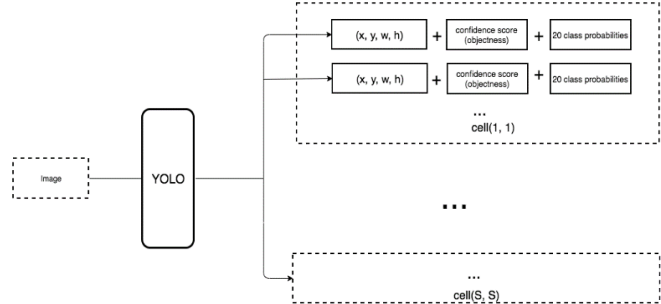 (x, y, w, h) + confidence score (objectness) + 20 class probabilities
(x, y, w, h) + confidence score (objectness) + 20 class probabilities
...
cell(1, 1)
Image
YOLO
...
...
cell(S, S)